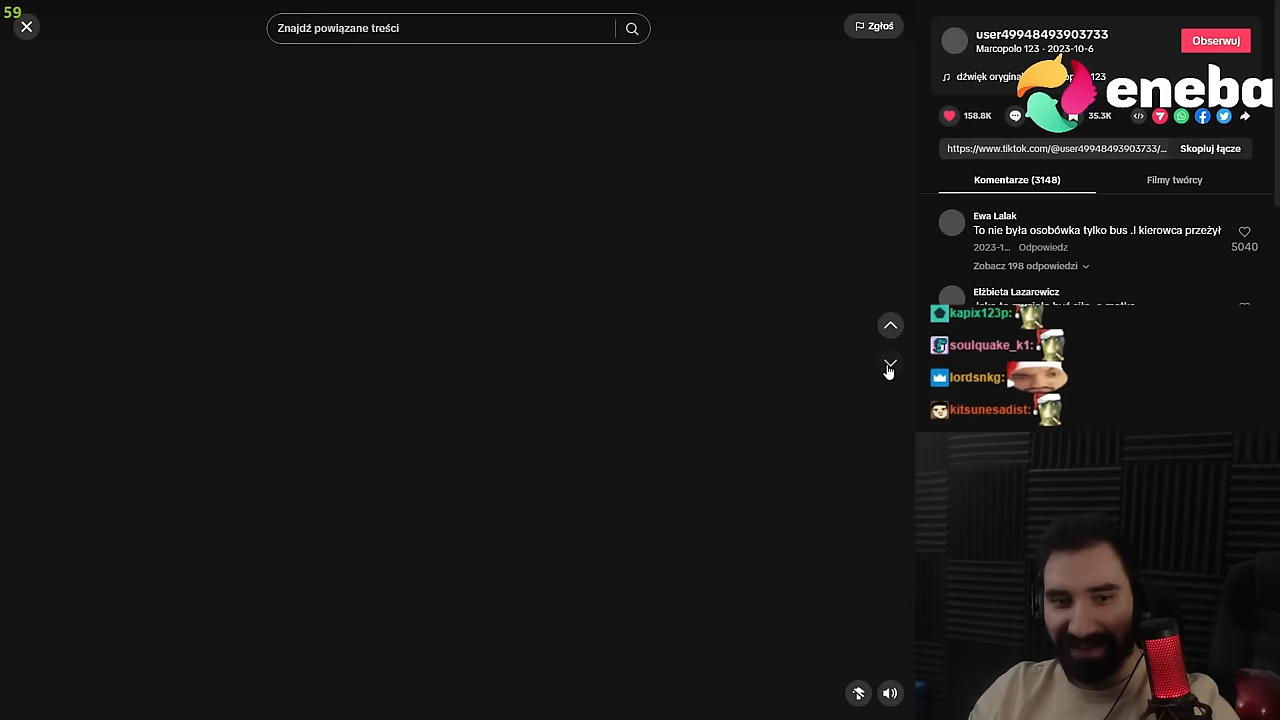 59
Znajdź powiązane treści
Zgłoś
user49948493903733
Marcopolo 123 · 2023-10-6
Obserwuj
dźwięk orygina
123
eneba
158.8K
35.3K
https://www.tiktok.com/@user49948493903733/...
Skopiuj łącze
Komentarze (3148)
Filmy twórcy
Ewa Lalak
To nie była osobówka tylko bus .I kierowca przeżył
2023-1... Odpowiedz
5040
Zobacz 198 odpowiedzi
Elżbieta Lazarewicz
kapix123p:
soulquake_k1:
lordsnkg:
kitsunesadist: